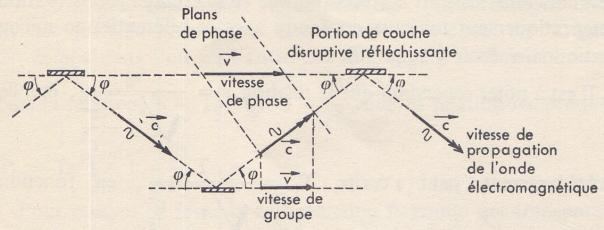 Plans
de phase
Portion de couche
disruptive réfléchissante
v
vitesse
de phase
φ
φ
φ
φ
c
c
c
φ
φ
v
vitesse de
groupe
vitesse de
propagation
de l'onde
électromagnétique